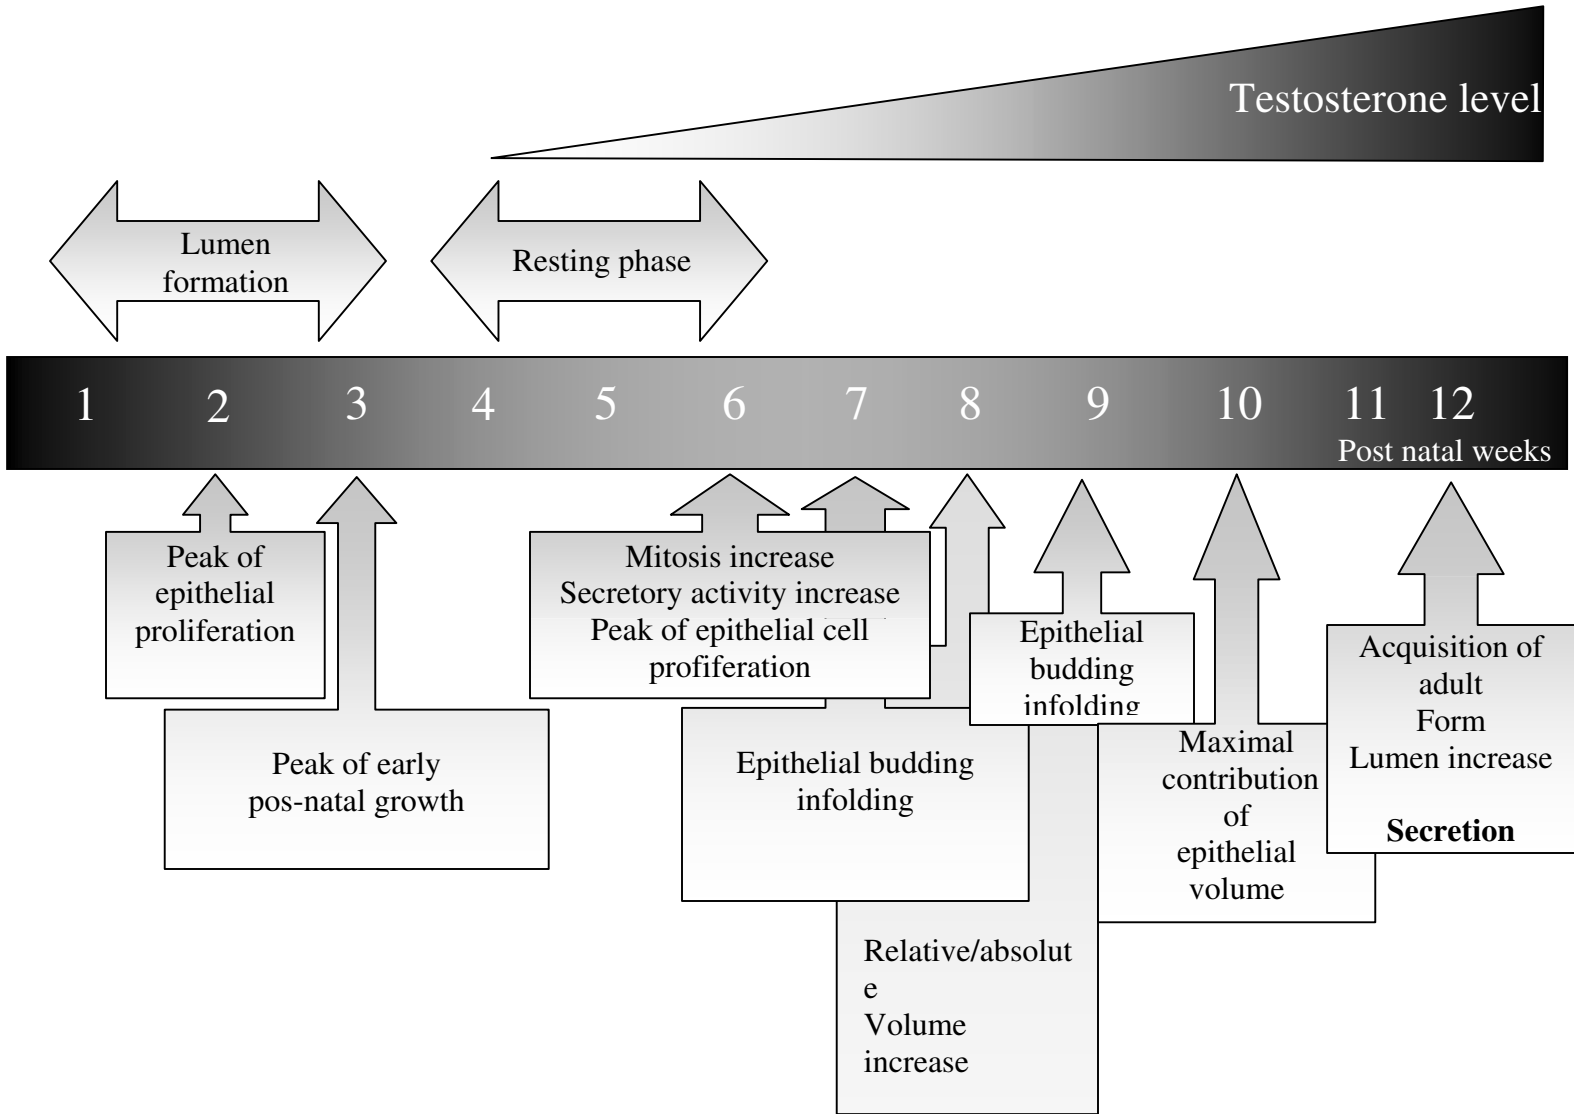 Testosterone level
Lumen
formation
Resting phase
1 2 3 4 5 6 7 8 9 10 11 12
Post natal weeks
Peak of
epithelial
proliferation
Peak of early
pos-natal growth
Mitosis increase
Secretory activity increase
Peak of epithelial cell
profiferation
Epithelial budding
infolding
Relative/absolut
e
Volume
increase
Epithelial
budding
infolding
Maximal
contribution
of
epithelial
volume
Acquisition of
adult
Form
Lumen increase
Secretion